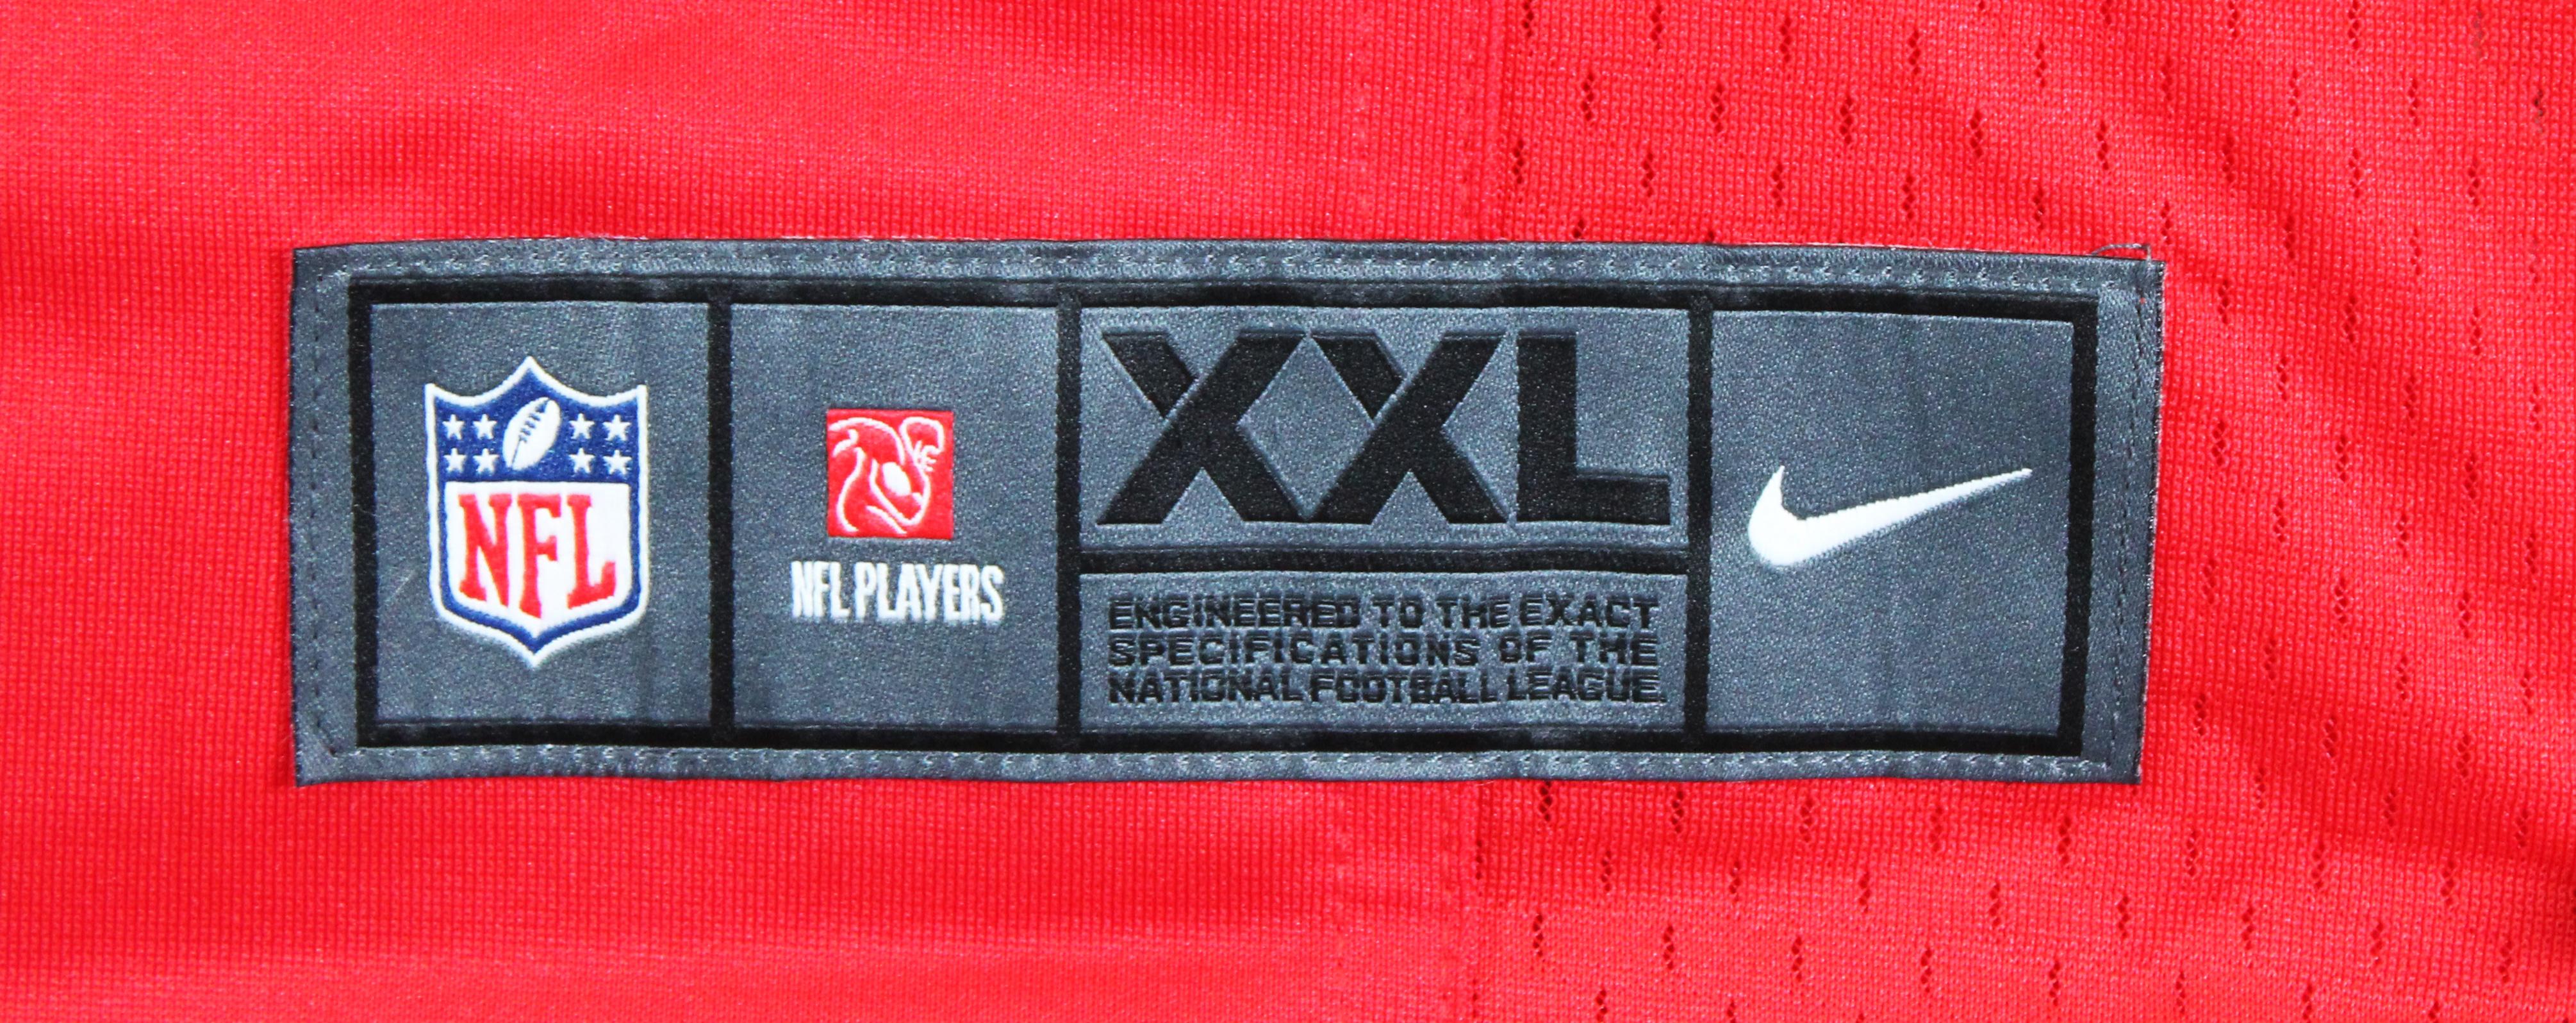 NFL
NFL PLAYERS
XXL
ENGINEERED TO THE EXACT
SPECIFICATIONS OF THE
NATIONAL FOOTBALL LEAGUE.